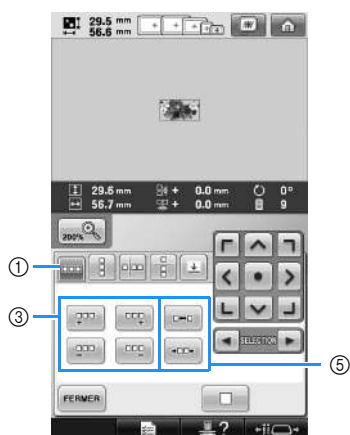 29.5 mm
56.6 mm
29.6 mm + 0.0 mm 0°
56.7 mm + 0.0 mm 9
200%
①
SELECTION
③
⑤
FERMER
?